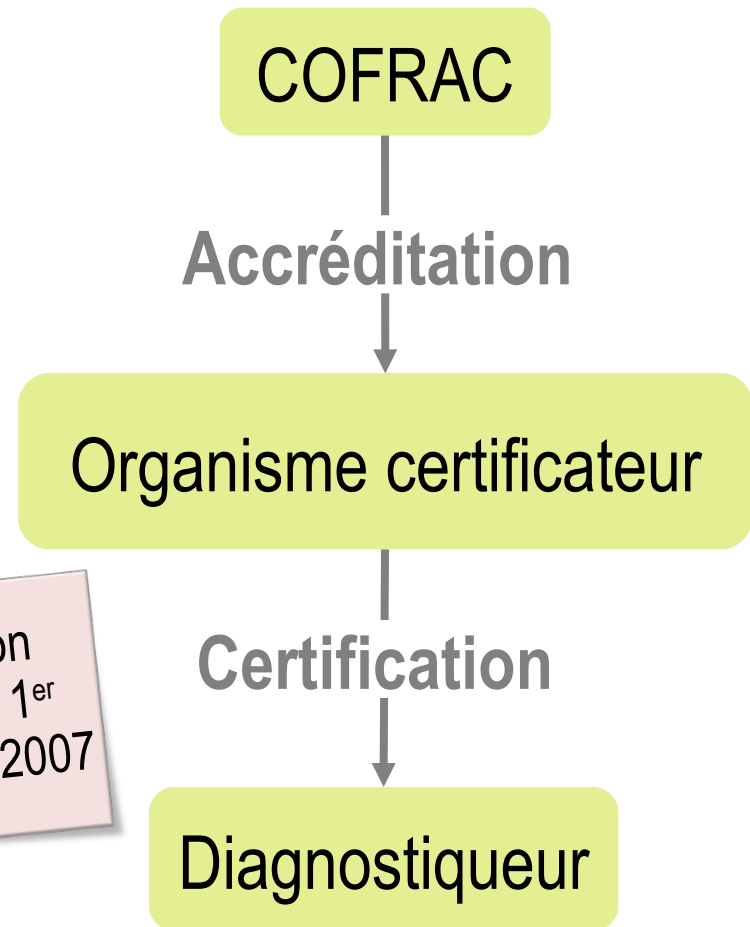 COFRAC
Accréditation
Organisme certificateur
Certification
1er
2007
Diagnostiqueur